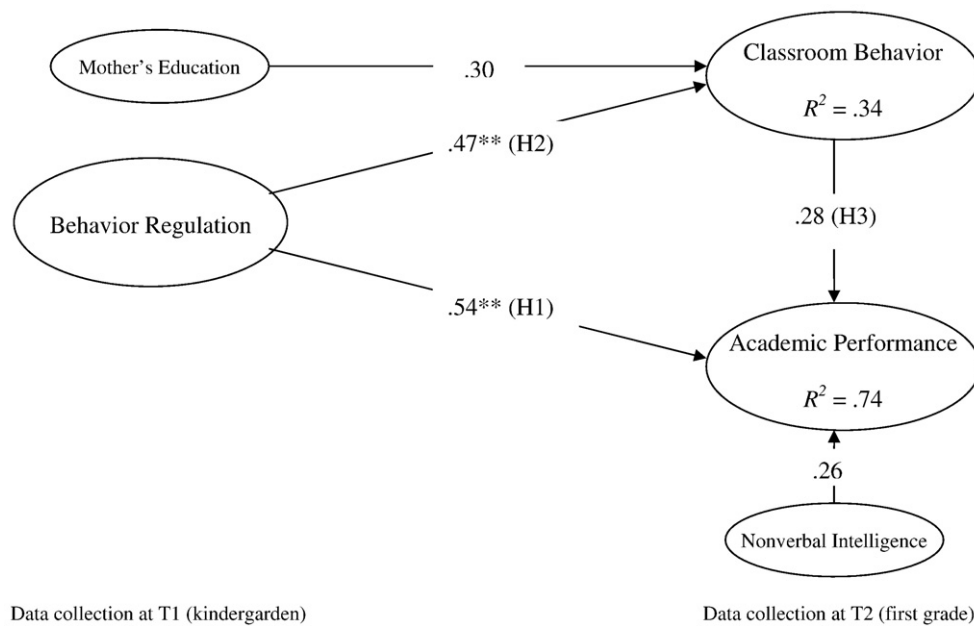 Mother's Education
.30
Classroom Behavior
R² = .34
.47** (H2)
Behavior Regulation
.28 (H3)
.54** (H1)
Academic Performance
R² = .74
.26
Nonverbal Intelligence
Data collection at T1 (kindergarden)
Data collection at T2 (first grade)